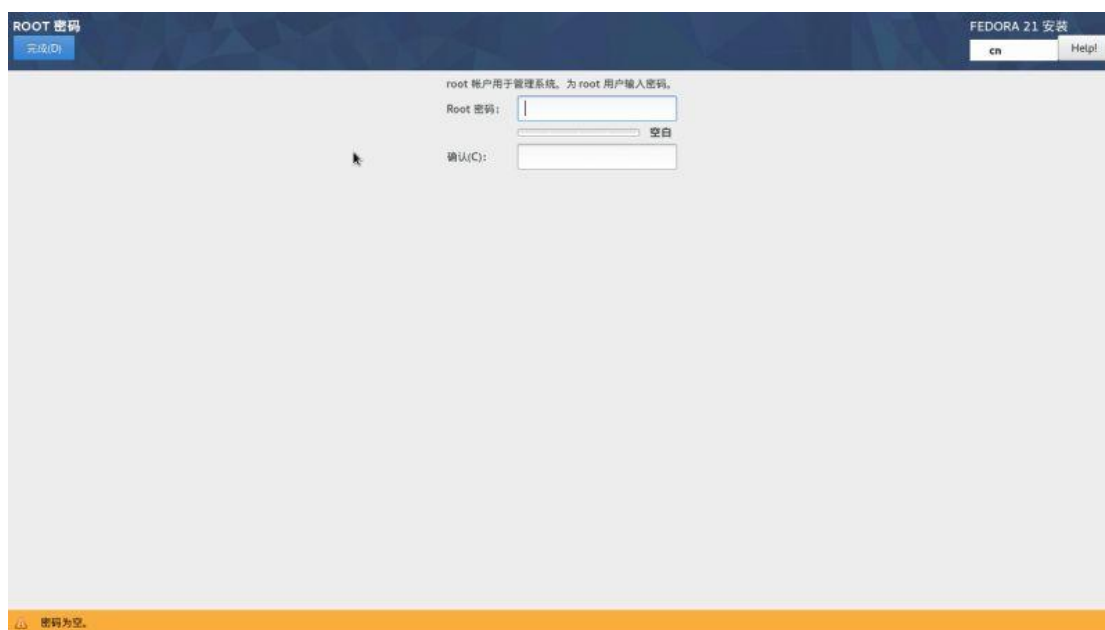 ROOT 密码
FEDORA 21 安装
完成(D)
cn
Help!
root 帐户用于管理系统。为 root 用户输入密码。
Root 密码:
空白
确认(C):
密码为空。